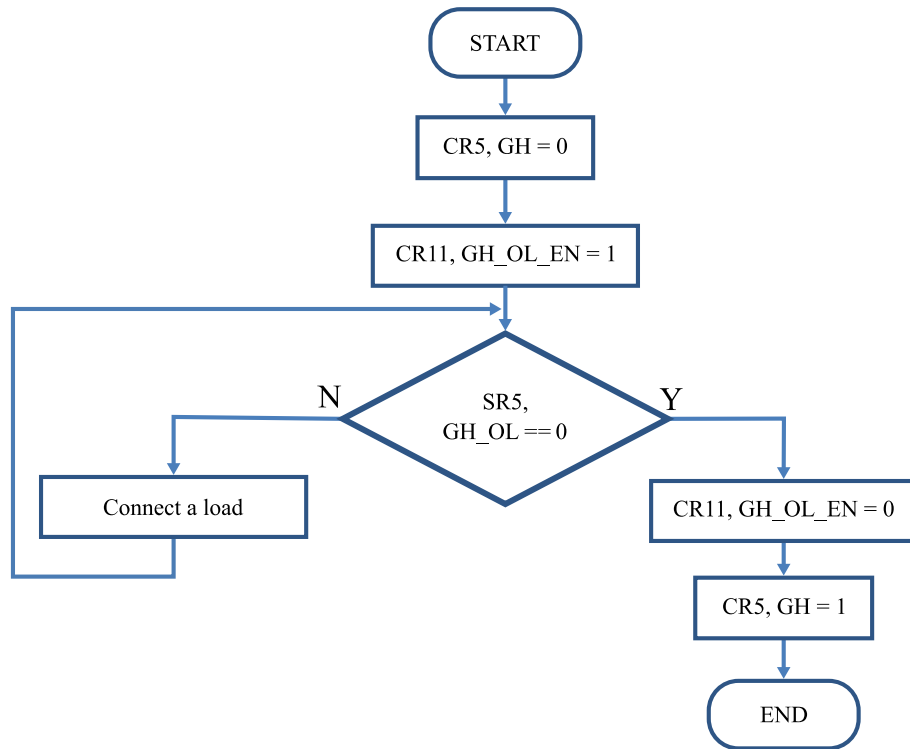 START
CR5, GH = 0
CR11, GH_OL_EN = 1
N
SR5,
GH_OL == 0
Y
Connect a load
CR11, GH_OL_EN = 0
CR5, GH = 1
END